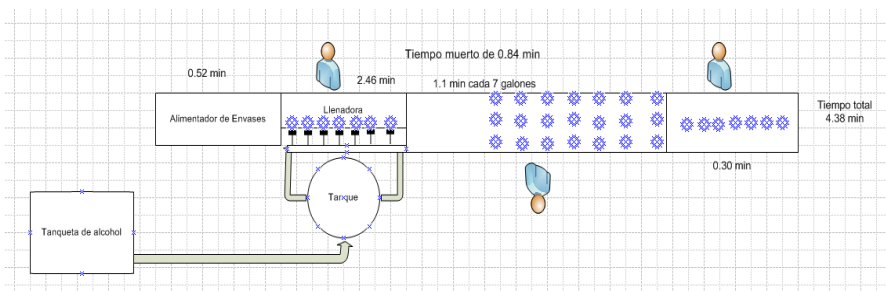 Tiempo muerto de 0.84 min
0.52 min
2.46 min
1.1 min cada 7 galones
Alimentador de Envases
Llenadora
Tiempo total
4.38 min
0.30 min
Tanque
Tanqueta de alcohol